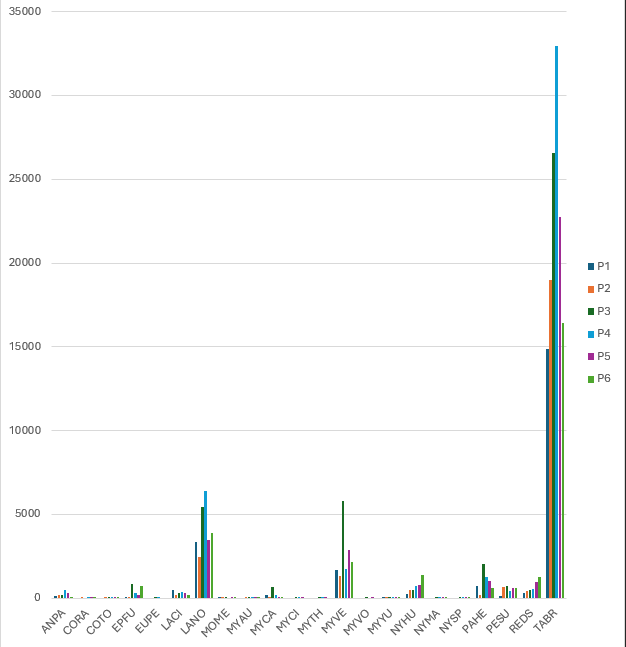 35000
30000
25000
20000
15000
10000
5000
0
ANPA CORA COTO EPFU EUPE LACI LANO MOME MYAU MYCA MYCI MYTH MYVE MYVO MYYU NYHU NYMA NYSP PAHE PESU REDS TABR
P1
P2
P3
P4
P5
P6